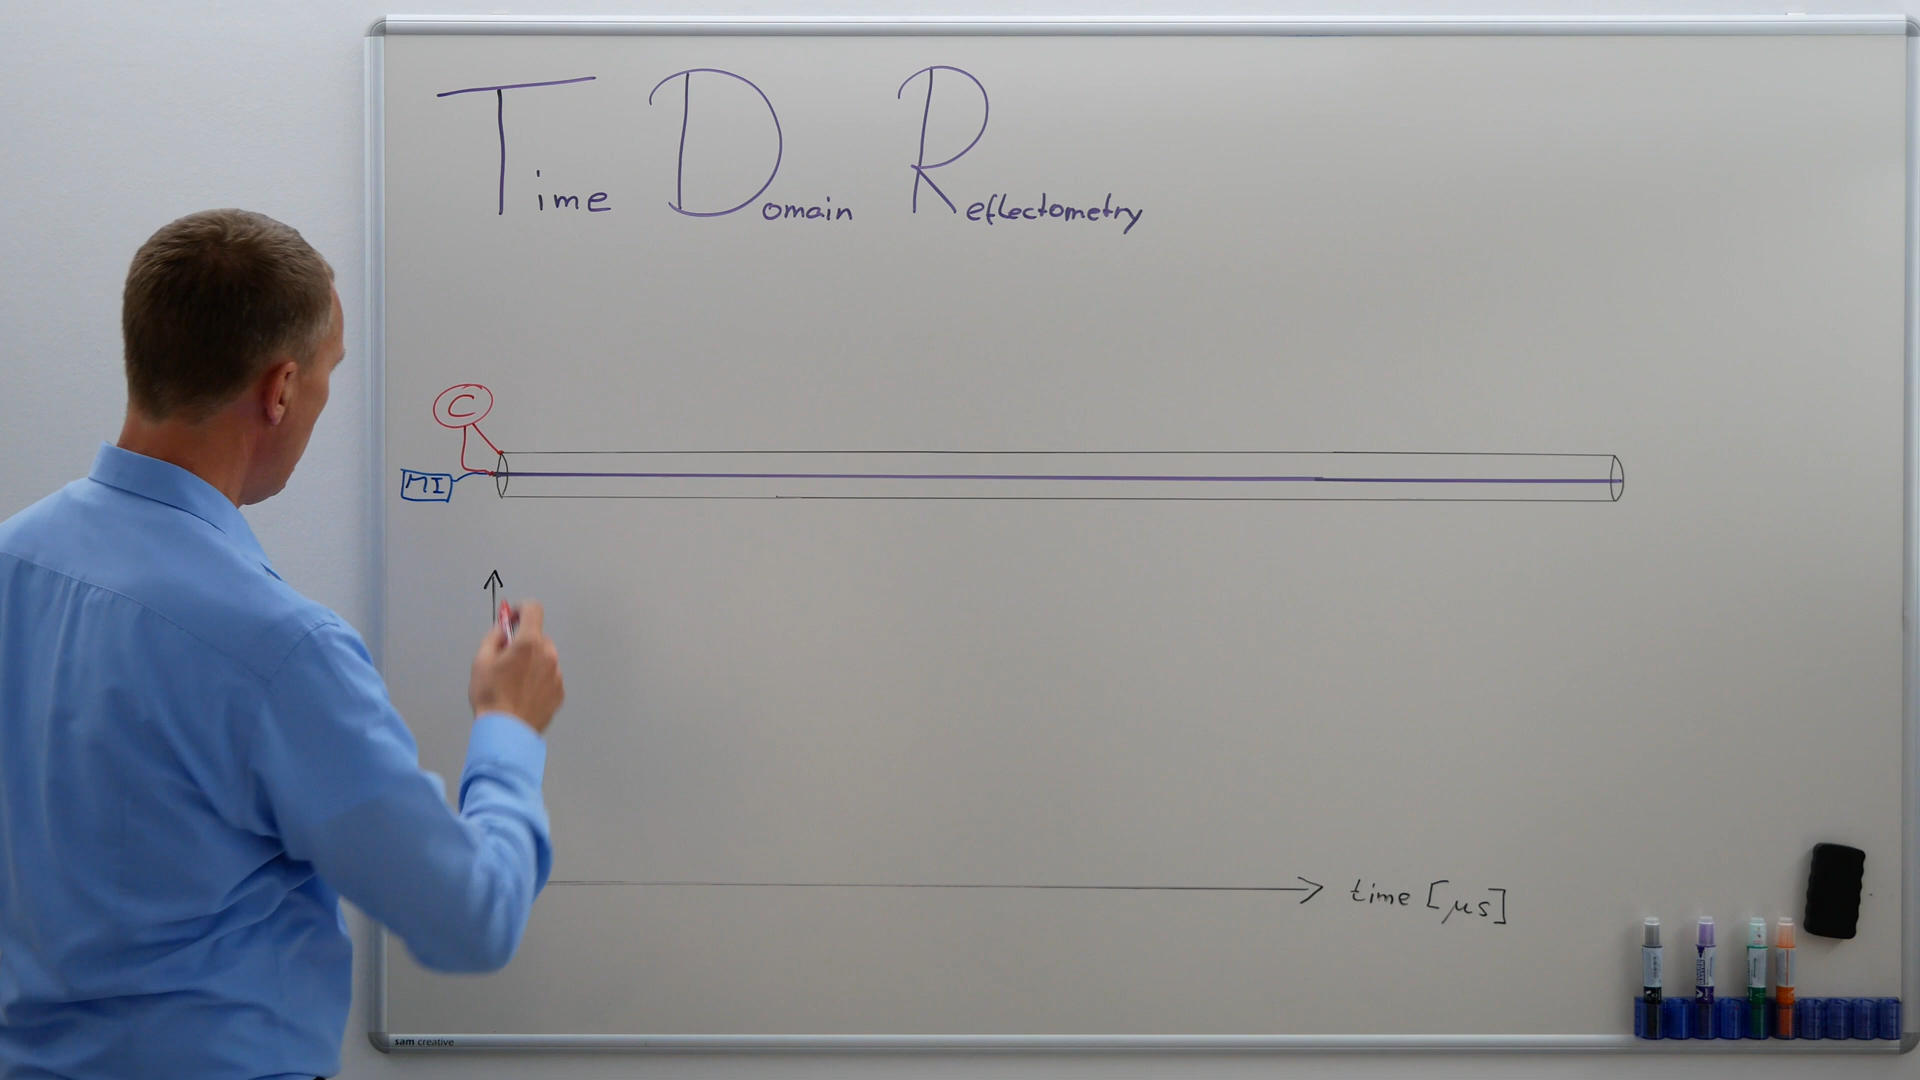 Time Domain Reflectometry
C
MI
time [μs]
sam creative